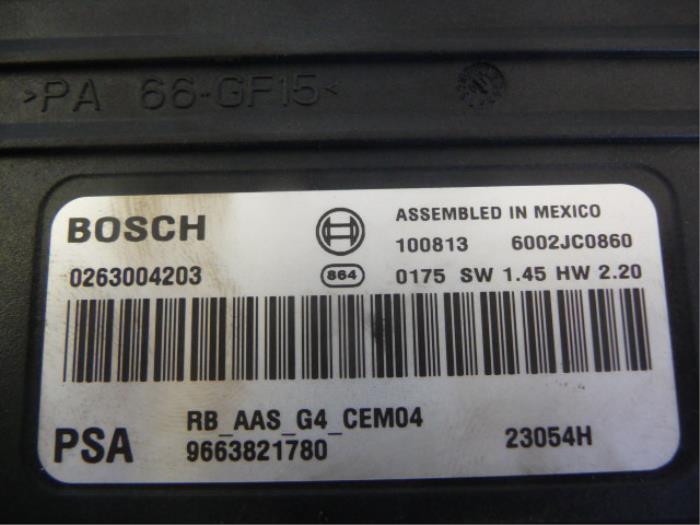 >PA 66-GF15<
BOSCH
ASSEMBLED IN MEXICO
100813 6002JC0860
0263004203
864
0175 SW 1.45 HW 2.20
RB_AAS_G4_CEM04
PSA
9663821780
23054H